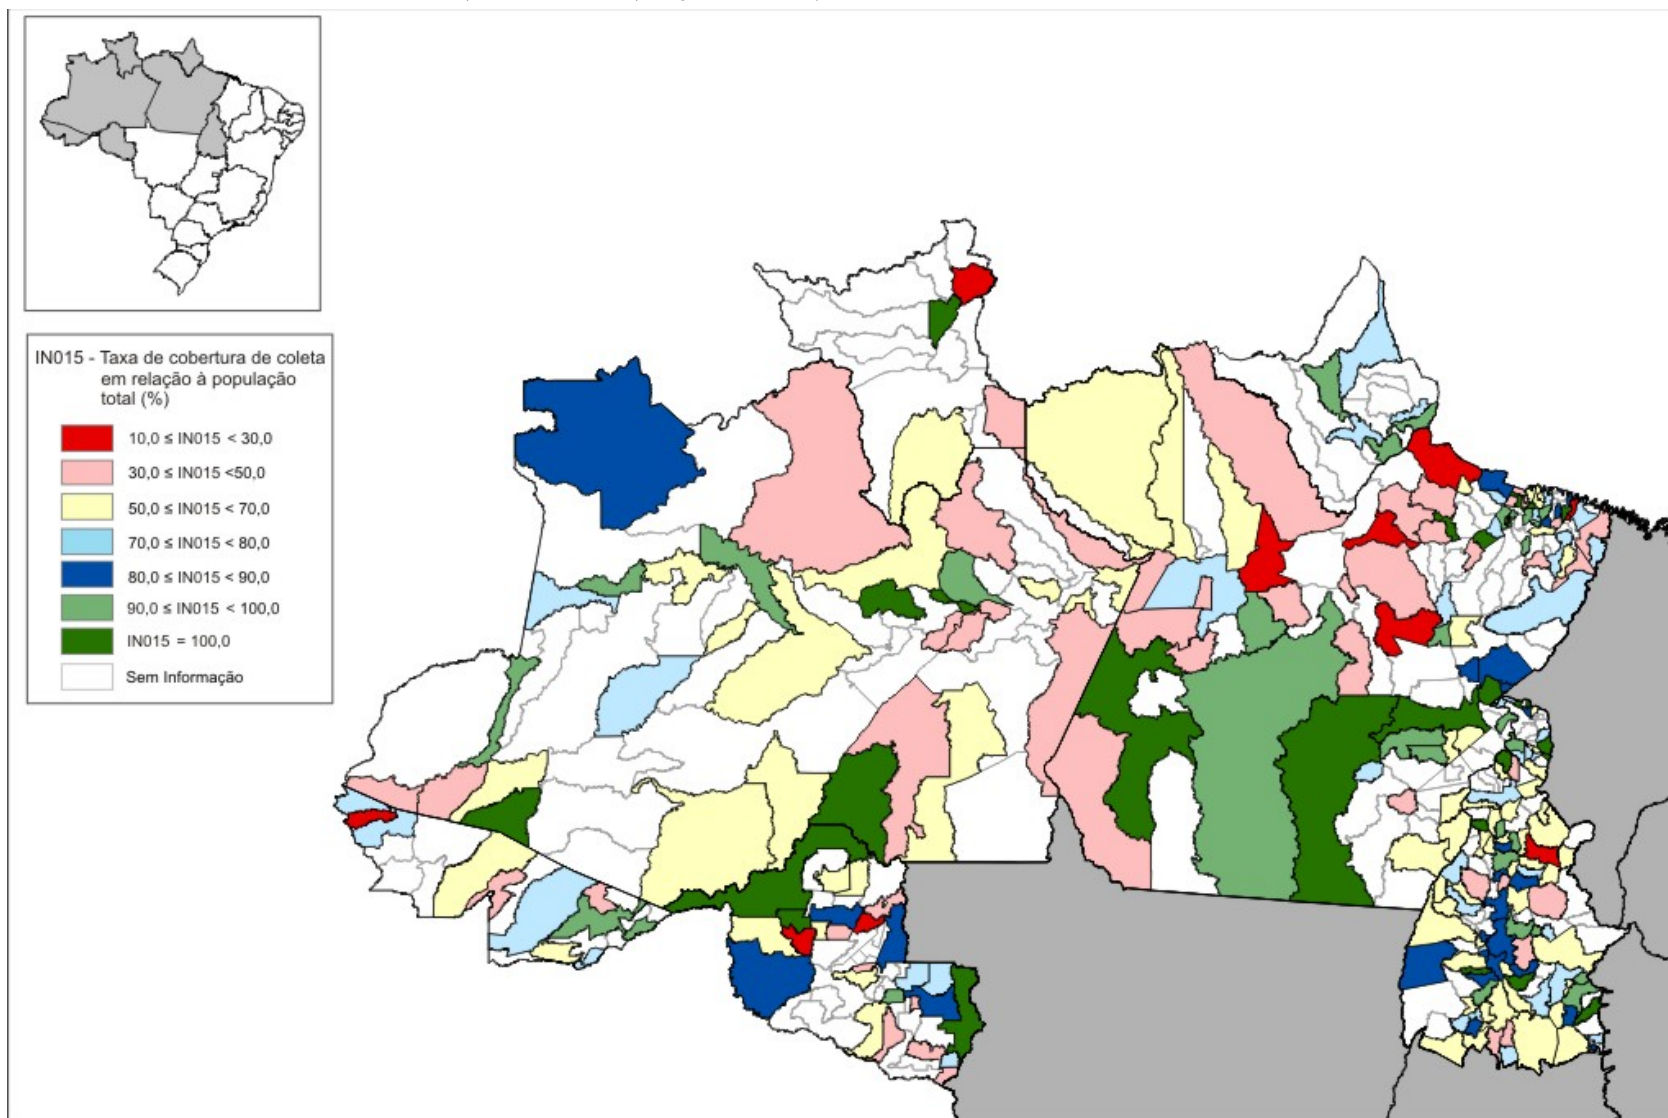 IN015 - Taxa de cobertura de coleta
em relação à população
total (%)
10,0 ≤ IN015 < 30,0
30,0 ≤ IN015 <50,0
50,0 ≤ IN015 < 70,0
70,0 ≤ IN015 < 80,0
80,0 ≤ IN015 < 90,0
90,0 ≤ IN015 < 100,0
IN015 = 100,0
Sem Informação